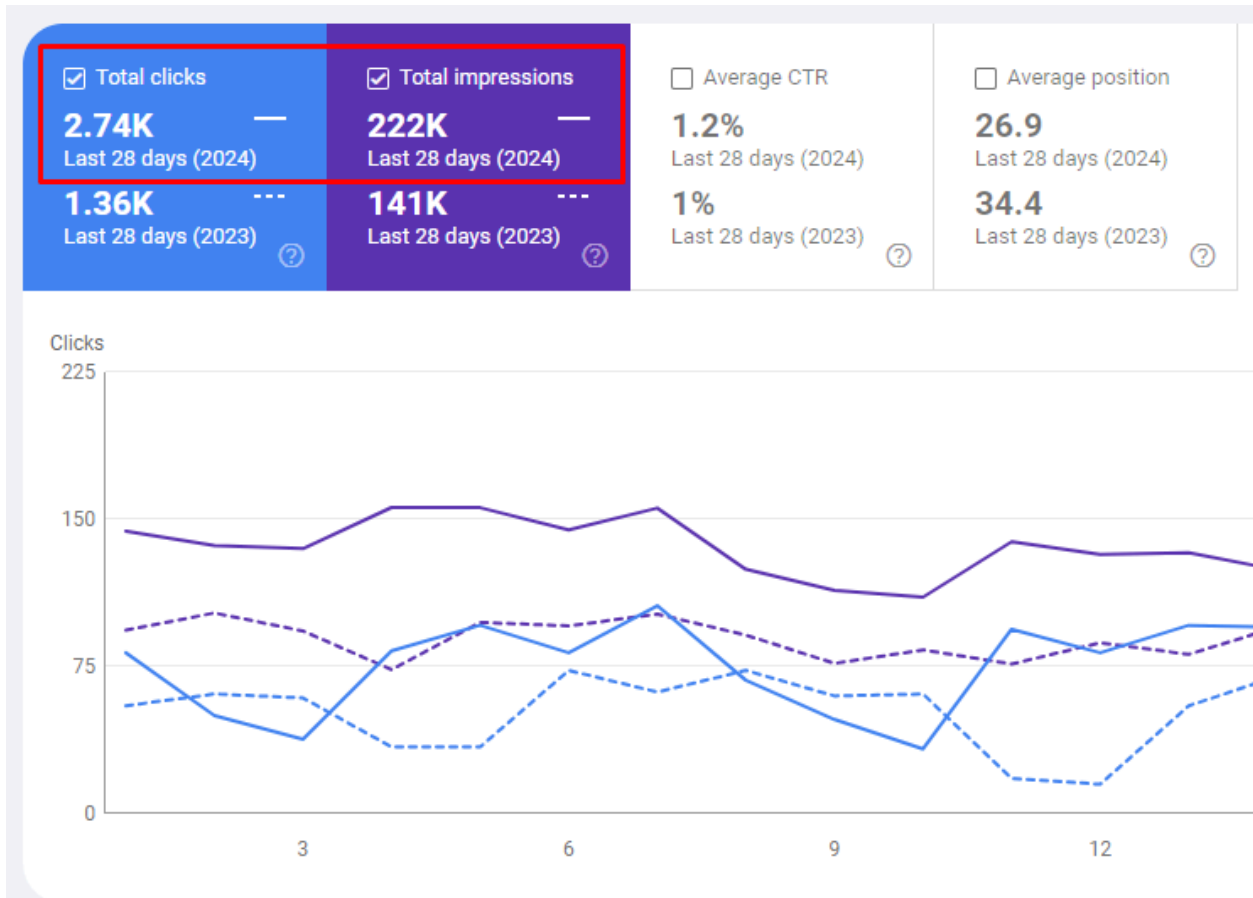 Total clicks
2.74K
Last 28 days (2024)
1.36K
Last 28 days (2023)
Total impressions
222K
Last 28 days (2024)
141K
Last 28 days (2023)
Average CTR
1.2%
Last 28 days (2024)
1%
Last 28 days (2023)
Average position
26.9
Last 28 days (2024)
34.4
Last 28 days (2023)
Clicks
225
150
75
0
3 6 9 12